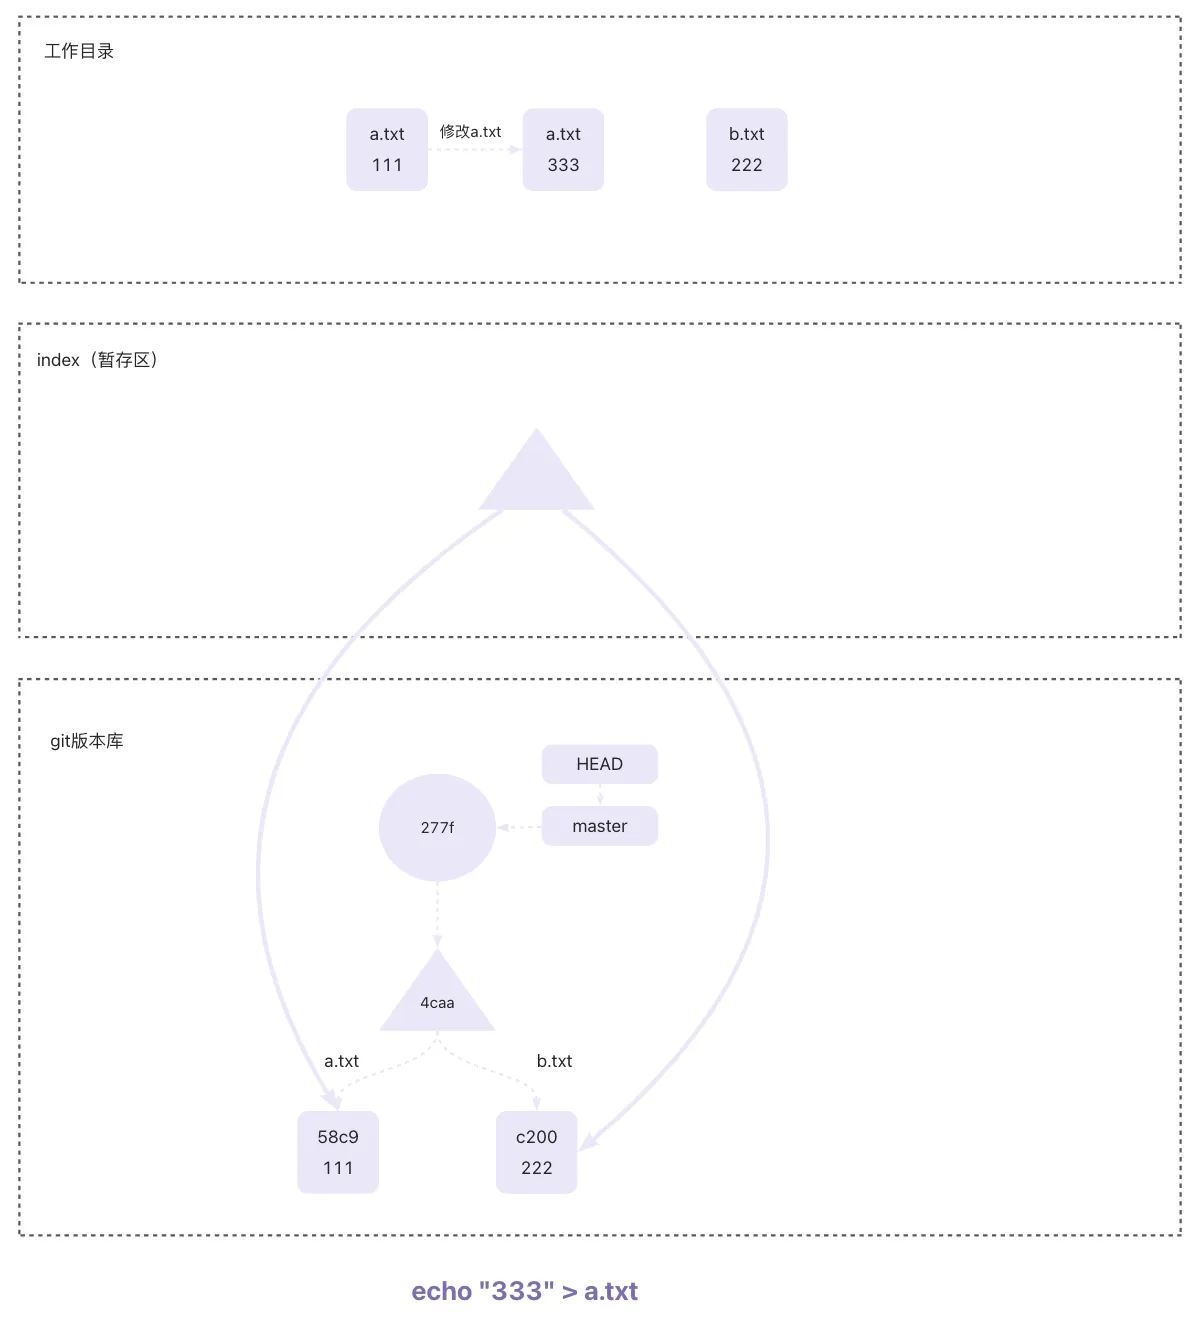 工作目录
a.txt
111
修改a.txt
a.txt
333
b.txt
222
index（暂存区）
git版本库
HEAD
277f
master
4caa
a.txt
b.txt
58c9
111
c200
222
echo "333" > a.txt